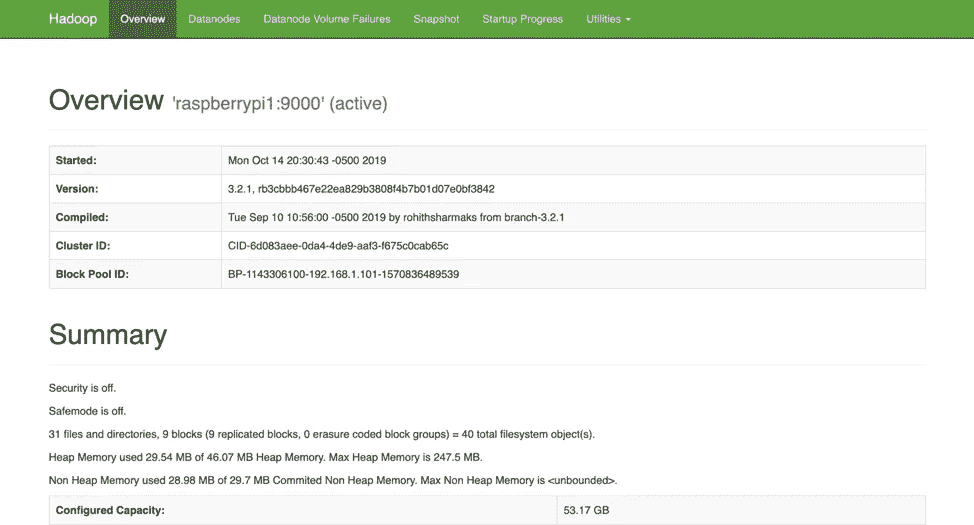 Hadoop Overview Datanodes Datanode Volume Failures Snapshot Startup Progress Utilities
Overview 'raspberrypi1:9000' (active)
Started: Mon Oct 14 20:30:43 -0500 2019
Version: 3.2.1, rb3cbbb467e22ea829b3808f4b7b01d07e0bf3842
Compiled: Tue Sep 10 10:56:00 -0500 2019 by rohithsharmaks from branch-3.2.1
Cluster ID: CID-6d083aee-0da4-4de9-aaf3-f675c0cab65c
Block Pool ID: BP-1143306100-192.168.1.101-1570836489539
Summary
Security is off.
Safemode is off.
31 files and directories, 9 blocks (9 replicated blocks, 0 erasure coded block groups) = 40 total filesystem object(s).
Heap Memory used 29.54 MB of 46.07 MB Heap Memory. Max Heap Memory is 247.5 MB.
Non Heap Memory used 28.98 MB of 29.7 MB Commited Non Heap Memory. Max Non Heap Memory is <unbounded>.
Configured Capacity: 53.17 GB